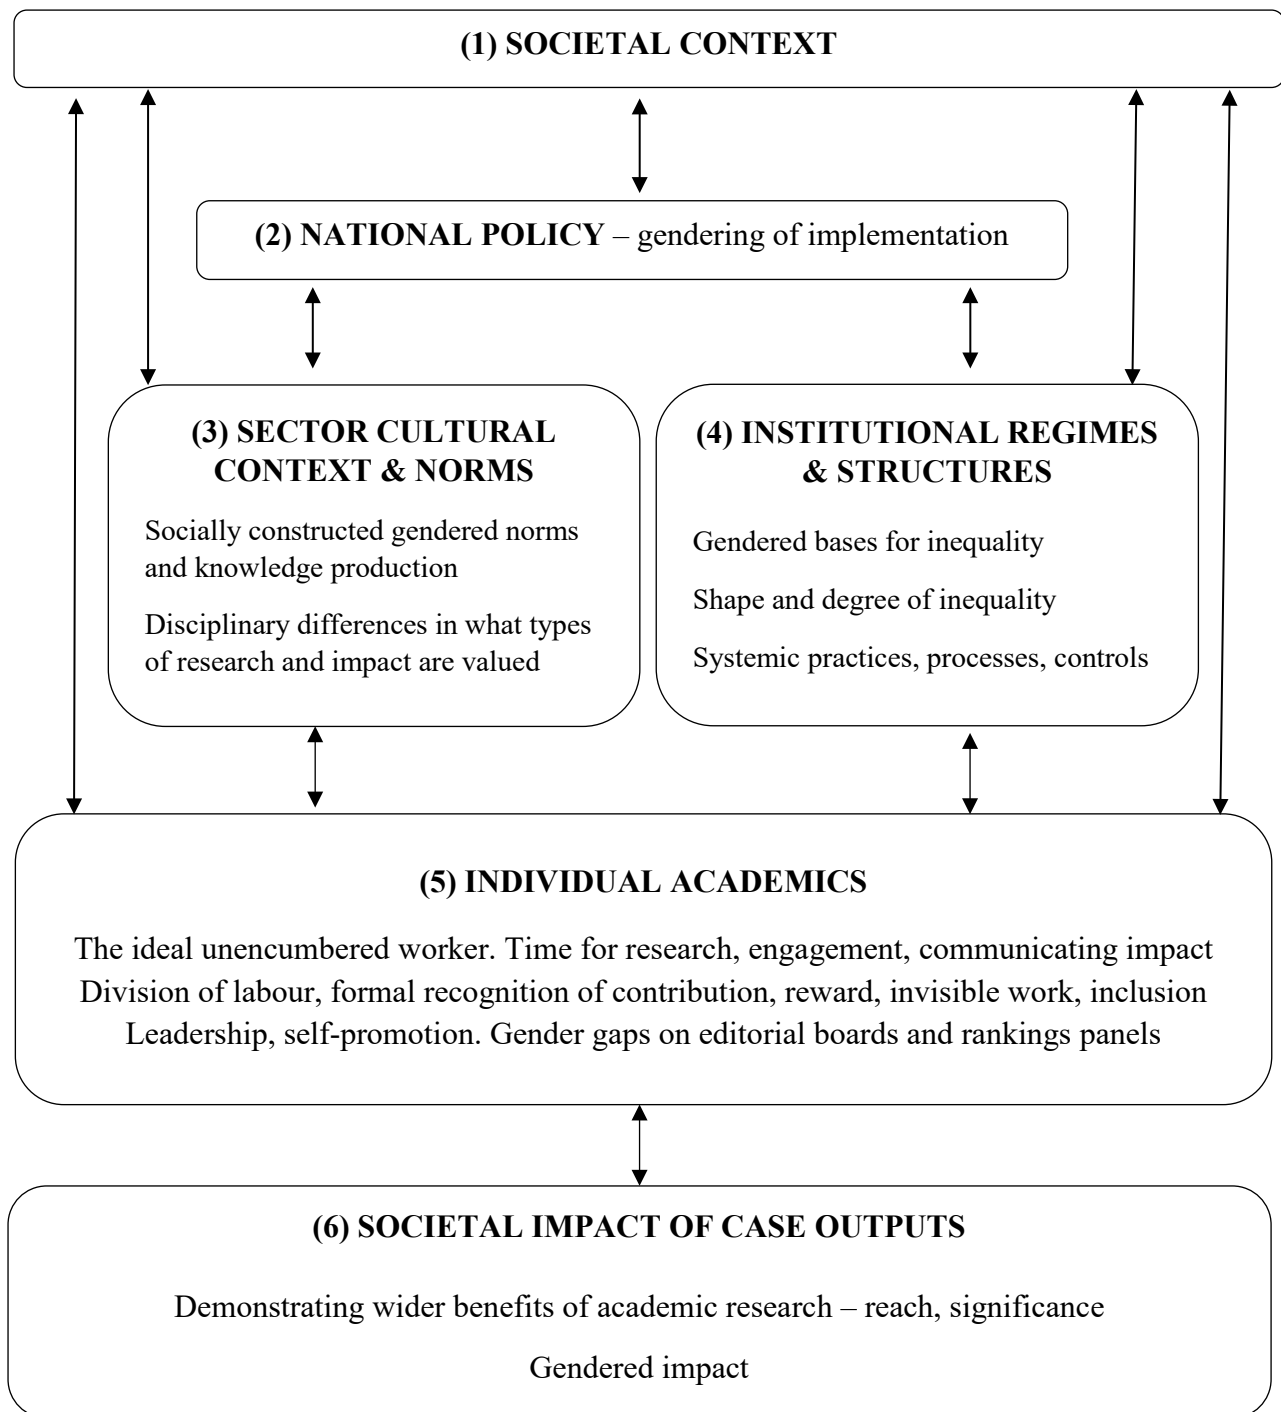 (1) SOCIETAL CONTEXT
(2) NATIONAL POLICY – gendering of implementation
(3) SECTOR CULTURAL
CONTEXT & NORMS
Socially constructed gendered norms
and knowledge production
Disciplinary differences in what types
of research and impact are valued
(4) INSTITUTIONAL REGIMES
& STRUCTURES
Gendered bases for inequality
Shape and degree of inequality
Systemic practices, processes, controls
(5) INDIVIDUAL ACADEMICS
The ideal unencumbered worker. Time for research, engagement, communicating impact
Division of labour, formal recognition of contribution, reward, invisible work, inclusion
Leadership, self-promotion. Gender gaps on editorial boards and rankings panels
(6) SOCIETAL IMPACT OF CASE OUTPUTS
Demonstrating wider benefits of academic research – reach, significance
Gendered impact